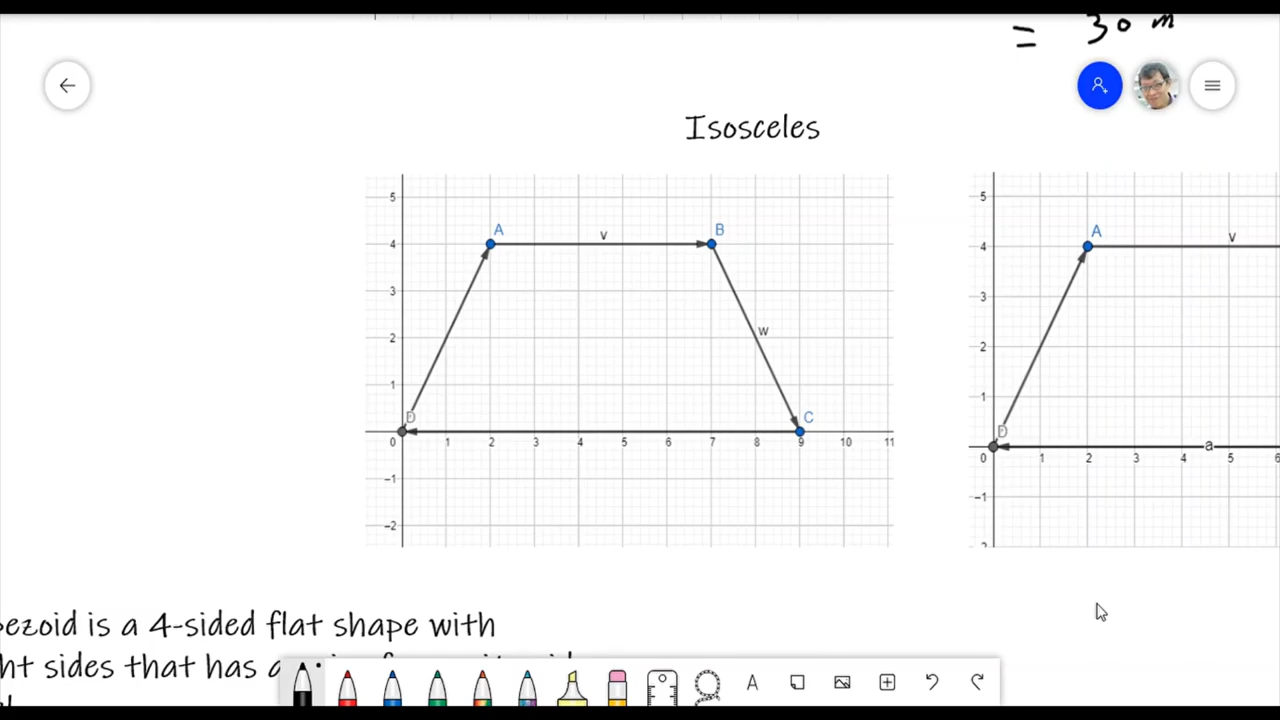 = 30 m
Isosceles
5
A
v
B
4
3
2
w
1
D
C
0 1 2 3 4 5 6 7 8 9 10 11
-1
-2
5
A
v
4
3
2
1
D
a
0 1 2 3 4 5 6
-1
ezoid is a 4-sided flat shape with
ht sides that has a
A